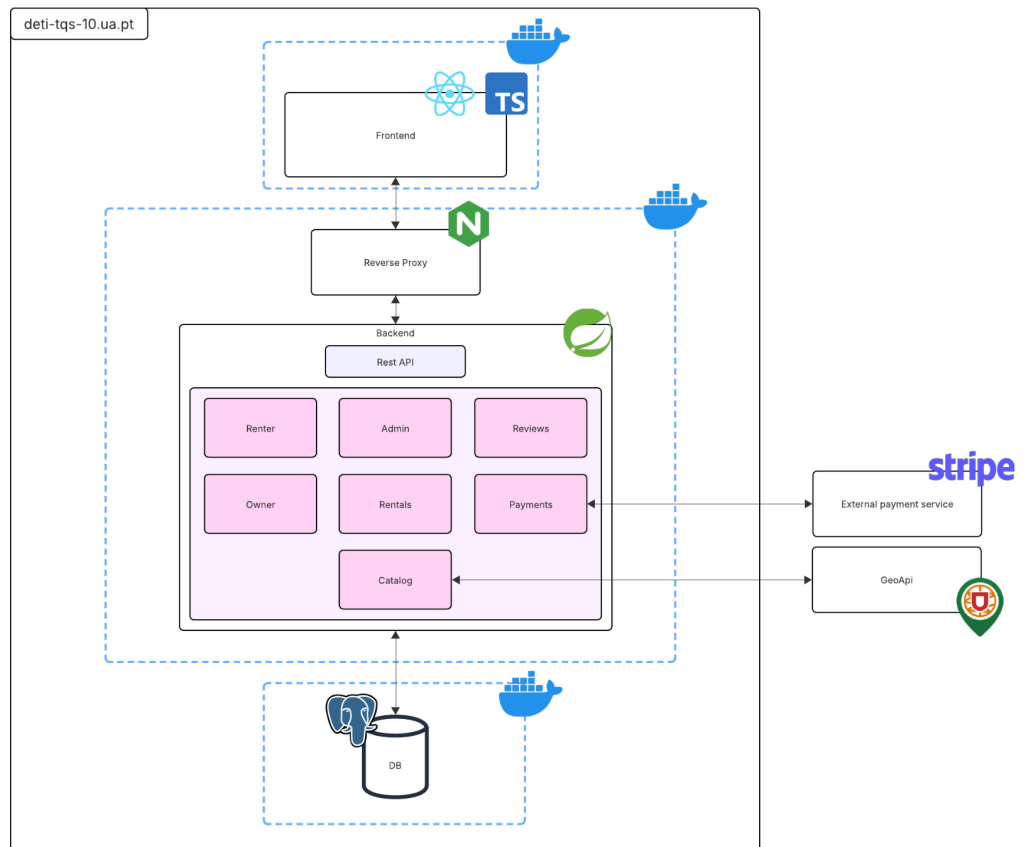 deti-tqs-10.ua.pt
TS
Frontend
N
Reverse Proxy
Backend
Rest API
Renter
Admin
Reviews
Owner
Rentals
Payments
Catalog
stripe
External payment service
GeoApi
DB